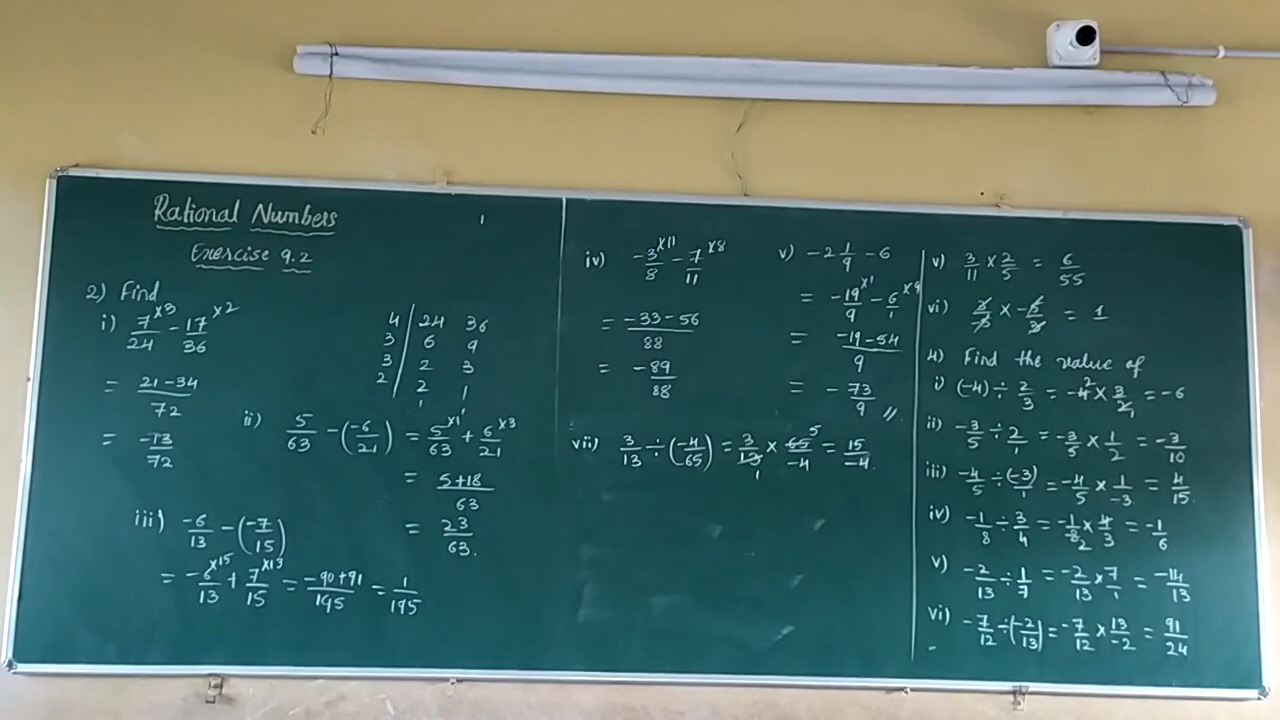 Rational Numbers
Exercise 9.2
1
2) Find
i) 7/24 ×3 - 17/36 ×2
= 21-34/72
= -13/72
4 | 24 36
3 | 6 9
3 | 2 3
2 | 2 1
1
ii) 5/63 - (-6/21) = 5/63 ×1 + 6/21 ×3
= 5+18/63
= 23/63.
iii) -6/13 - (-7/15)
= -6/13 ×15 + 7/15 ×13 = -90+91/195 = 1/195
iv) -3/8 ×11 - 7/11 ×8
= -33-56/88
= -89/88
v) -2 1/9 - 6
= -19/9 ×1 - 6/1 ×9
= -19-54/9
= -73/9 //
vii) 3/13 ÷ (-4/65) = 3/13 1 × 65 5/-4 = 15/-4.
v) 3/11 × 2/5 = 6/55
vi) 3/5 × -5/3 = 1
4) Find the value of
i) (-4) ÷ 2/3 = -4 2 × 3/2 1 = -6
ii) -3/5 ÷ 2/1 = -3/5 × 1/2 = -3/10
iii) -4/5 ÷ (-3)/1 = -4/5 × 1/-3 = 4/15.
iv) -1/8 ÷ 3/4 = -1/8 2 × 4/3 = -1/6
v) -2/13 ÷ 1/7 = -2/13 × 7/1 = -14/13
vi) -7/12 ÷ (-2/13) = -7/12 × 13/-2 = 91/24